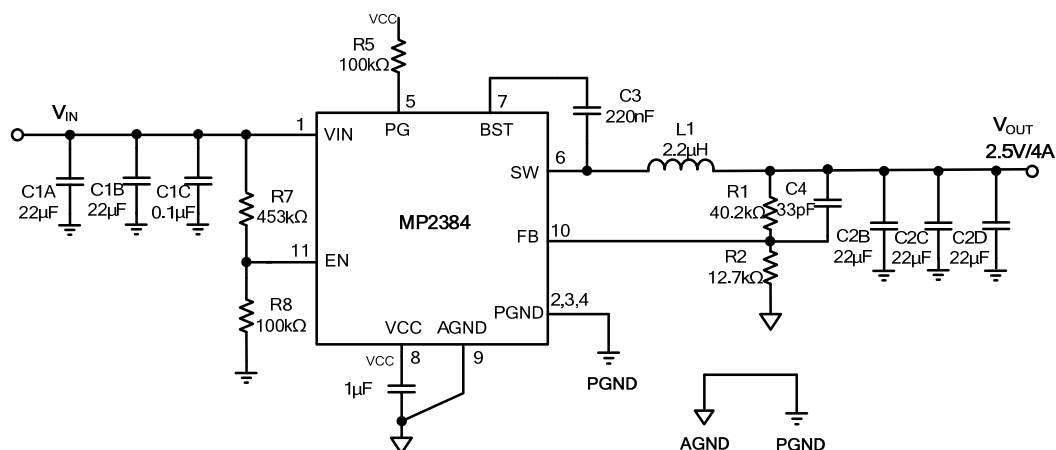 VCC
R5
100kΩ
5
7
C3
220nF
VIN
1
VIN
PG
BST
L1
2.2µH
VOUT
2.5V/4A
6
SW
C1A
22µF
C1B
22µF
C1C
0.1µF
R7
453kΩ
MP2384
R1
40.2kΩ
C4
33pF
FB
10
C2B
22µF
C2C
22µF
C2D
22µF
11
EN
R2
12.7kΩ
R8
100kΩ
2,3,4
PGND
VCC
AGND
VCC
8
9
1µF
PGND
AGND
PGND